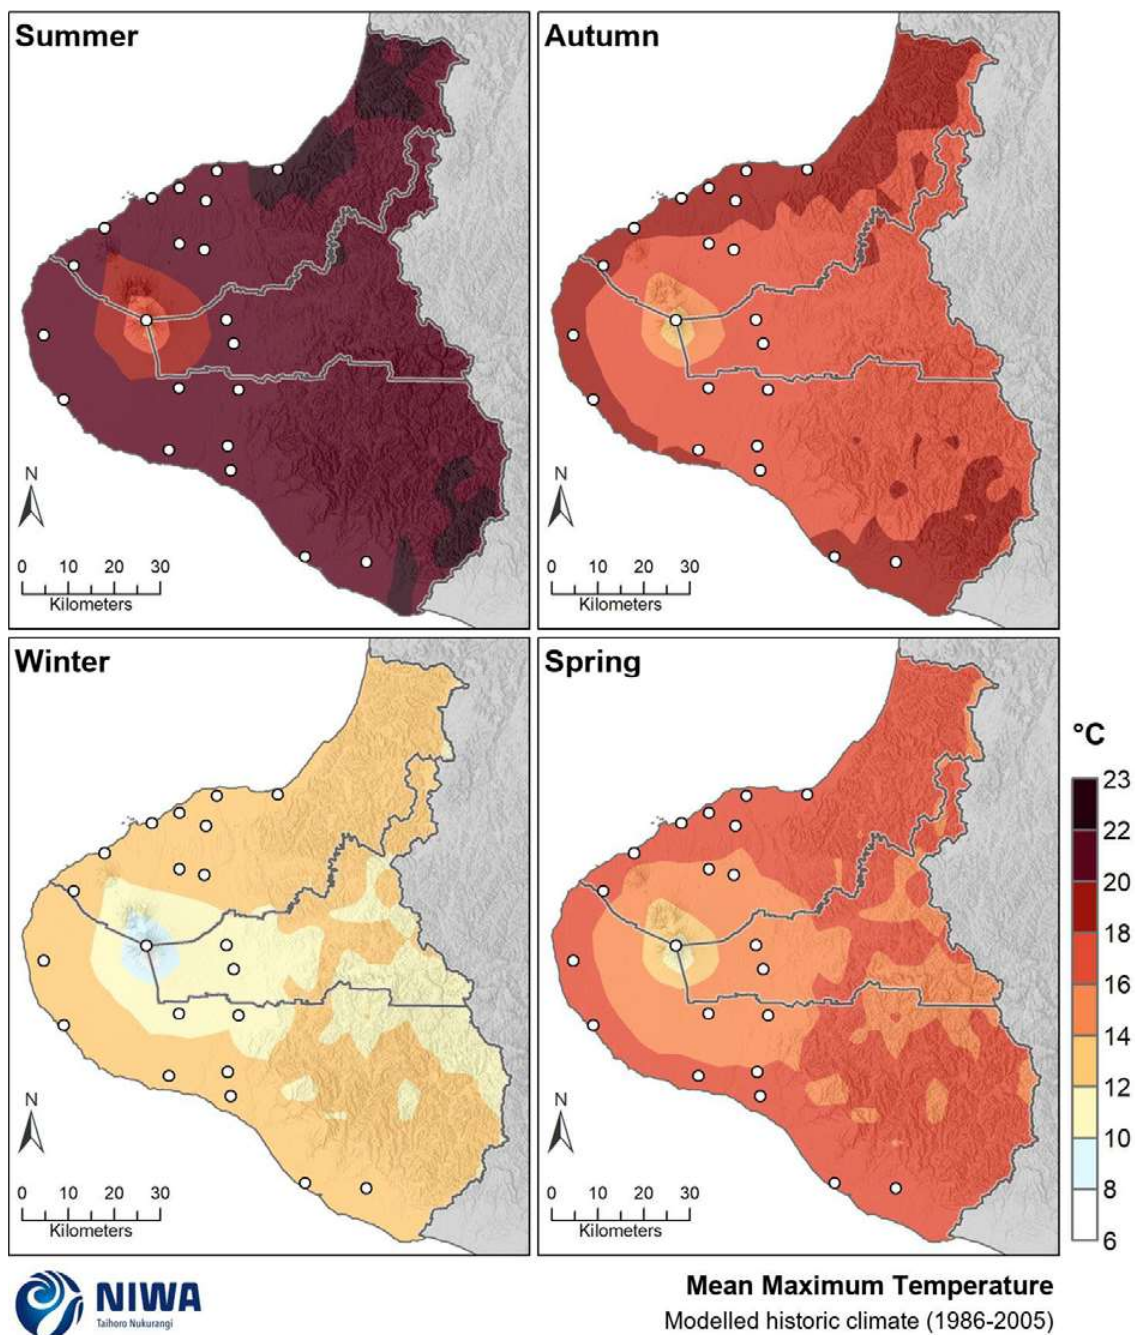 Summer
N
0 10 20 30
Kilometers
Autumn
N
0 10 20 30
Kilometers
Winter
N
0 10 20 30
Kilometers
Spring
N
0 10 20 30
Kilometers
°C
23
22
20
18
16
14
12
10
8
6
NIWA
Taihoro Nukurangi
Mean Maximum Temperature
Modelled historic climate (1986-2005)